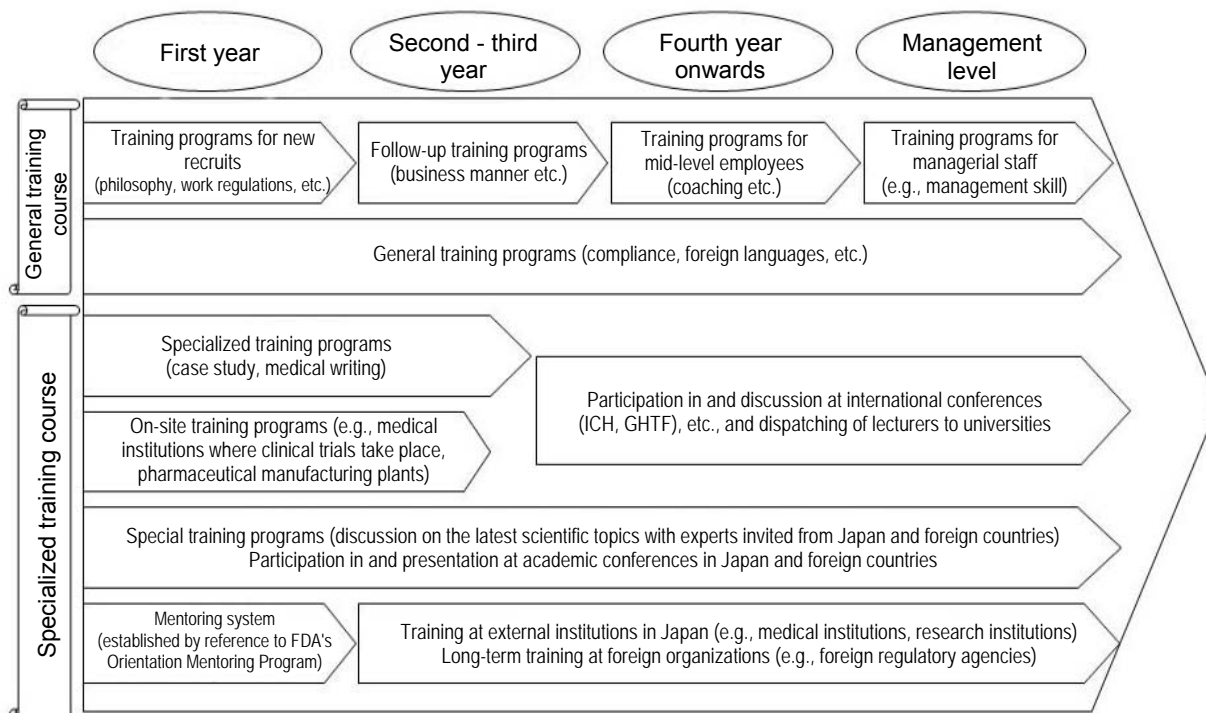 First year
Second - third
year
Fourth year
onwards
Management
level
General training
course
Training programs for new
recruits
(philosophy, work regulations, etc.)
Follow-up training programs
(business manner etc.)
Training programs for
mid-level employees
(coaching etc.)
Training programs for
managerial staff
(e.g., management skill)
General training programs (compliance, foreign languages, etc.)
Specialized training course
Specialized training programs
(case study, medical writing)
On-site training programs (e.g., medical
institutions where clinical trials take place,
pharmaceutical manufacturing plants)
Participation in and discussion at international conferences
(ICH, GHTF), etc., and dispatching of lecturers to universities
Special training programs (discussion on the latest scientific topics with experts invited from Japan and foreign countries)
Participation in and presentation at academic conferences in Japan and foreign countries
Mentoring system
(established by reference to FDA's
Orientation Mentoring Program)
Training at external institutions in Japan (e.g., medical institutions, research institutions)
Long-term training at foreign organizations (e.g., foreign regulatory agencies)